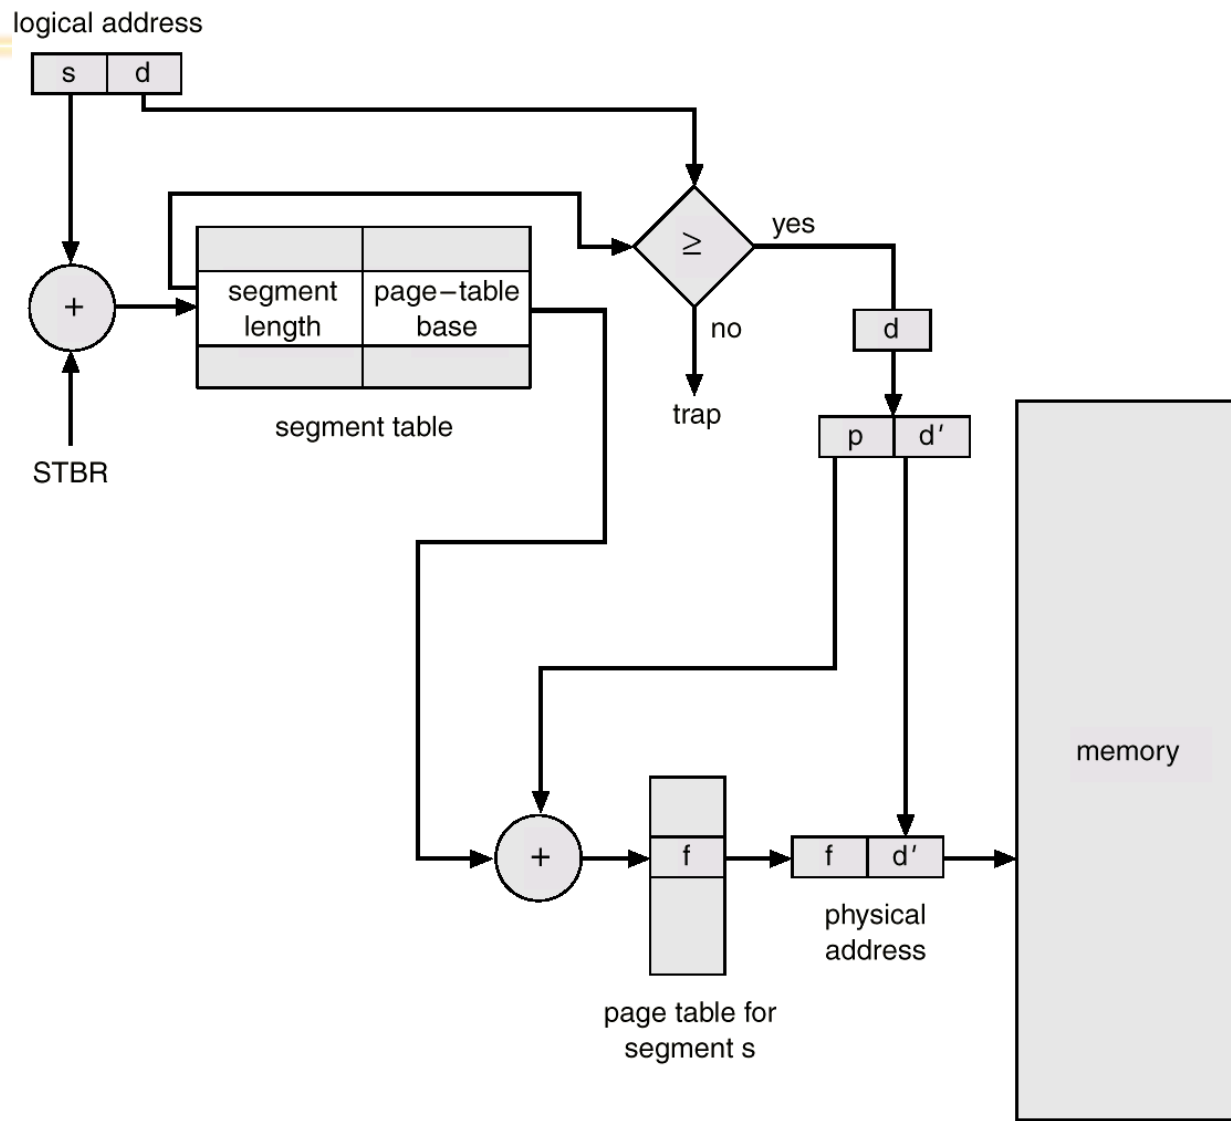 logical address
s d
≥
yes
+
segment length
page–table base
no
d
trap
segment table
p d′
STBR
memory
+
f
f d′
physical
address
page table for
segment s